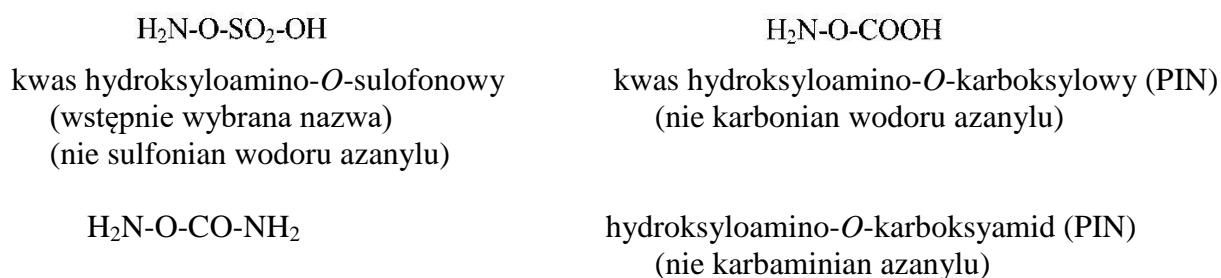 H₂N-O-SO₂-OH H₂N-O-COOH
kwas hydroksyloamino-O-sulofonowy kwas hydroksyloamino-O-karboksylowy (PIN)
(wstępnie wybrana nazwa) (nie karbonian wodoru azanylu)
(nie sulfonian wodoru azanylu)
H₂N-O-CO-NH₂ hydroksyloamino-O-karboksyamid (PIN)
(nie karbaminian azanylu)